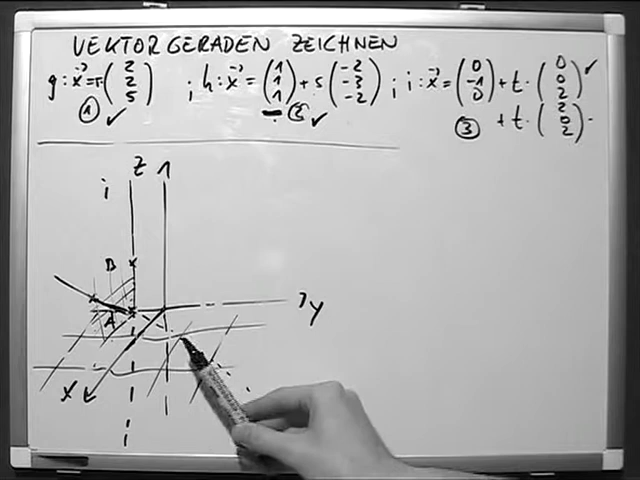 VEKTORGERADEN ZEICHNEN
g: x⃗ = r (2 2 5) ; h: x⃗ = (1 1 1) + s (-2 -3 -2) ; i: x⃗ = (0 -1 0) + t · (0 0 2) ✓
① ✓ ② ✓ ③ + t · (2 0 2)
z
i
B
A
y
x